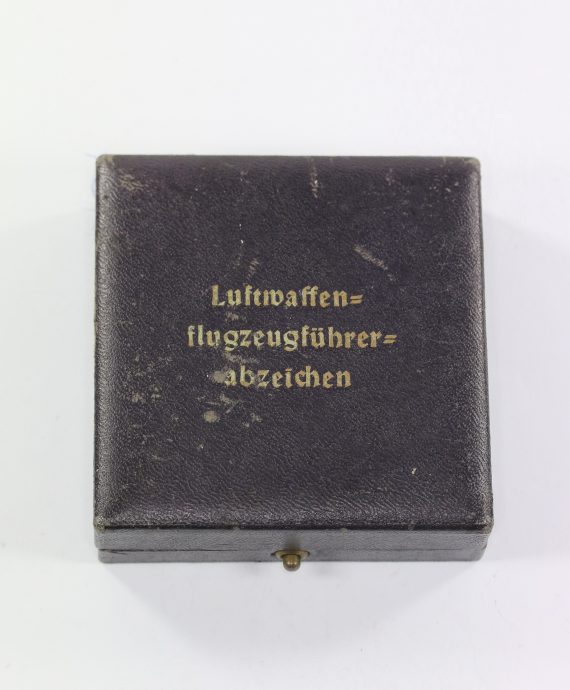 Luftwaffen=
flugzeugführer=
abzeichen